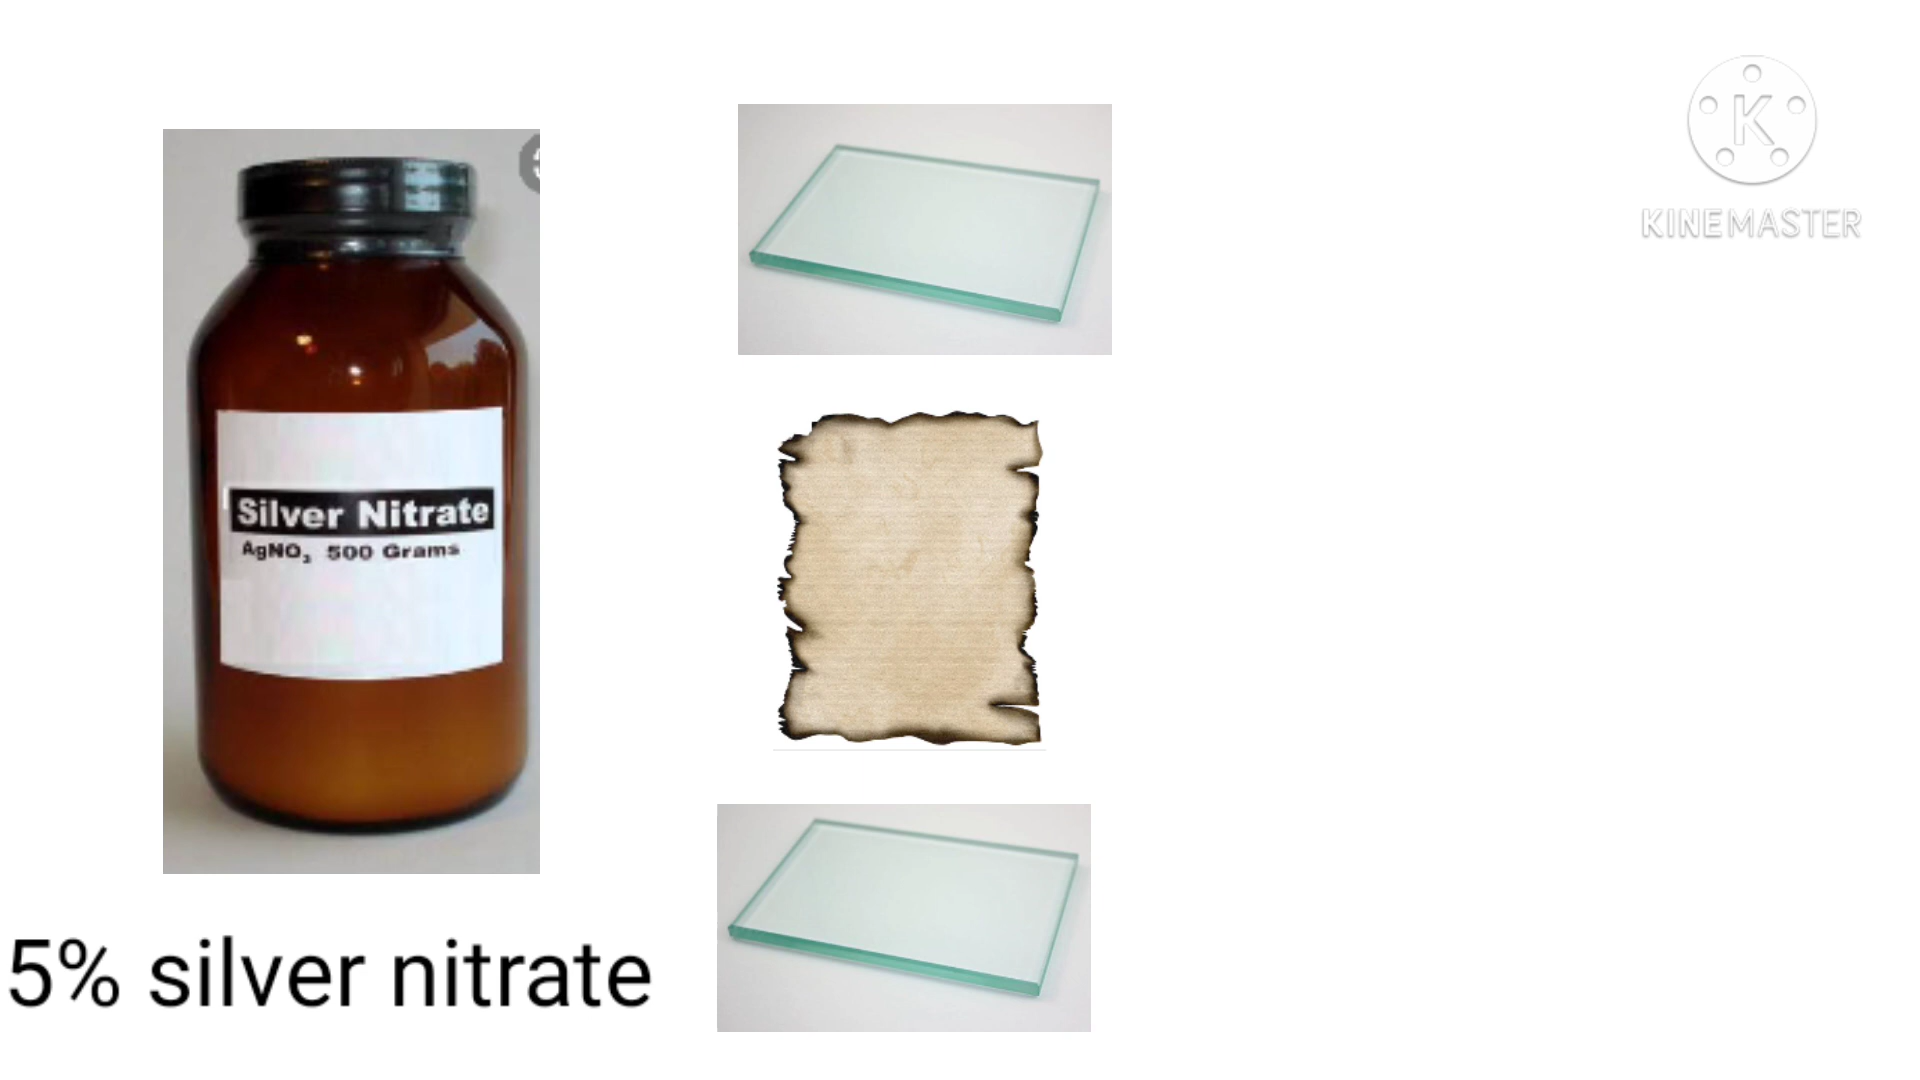 Silver Nitrate
AgNO₃ 500 Grams
5% silver nitrate
K
KINEMASTER